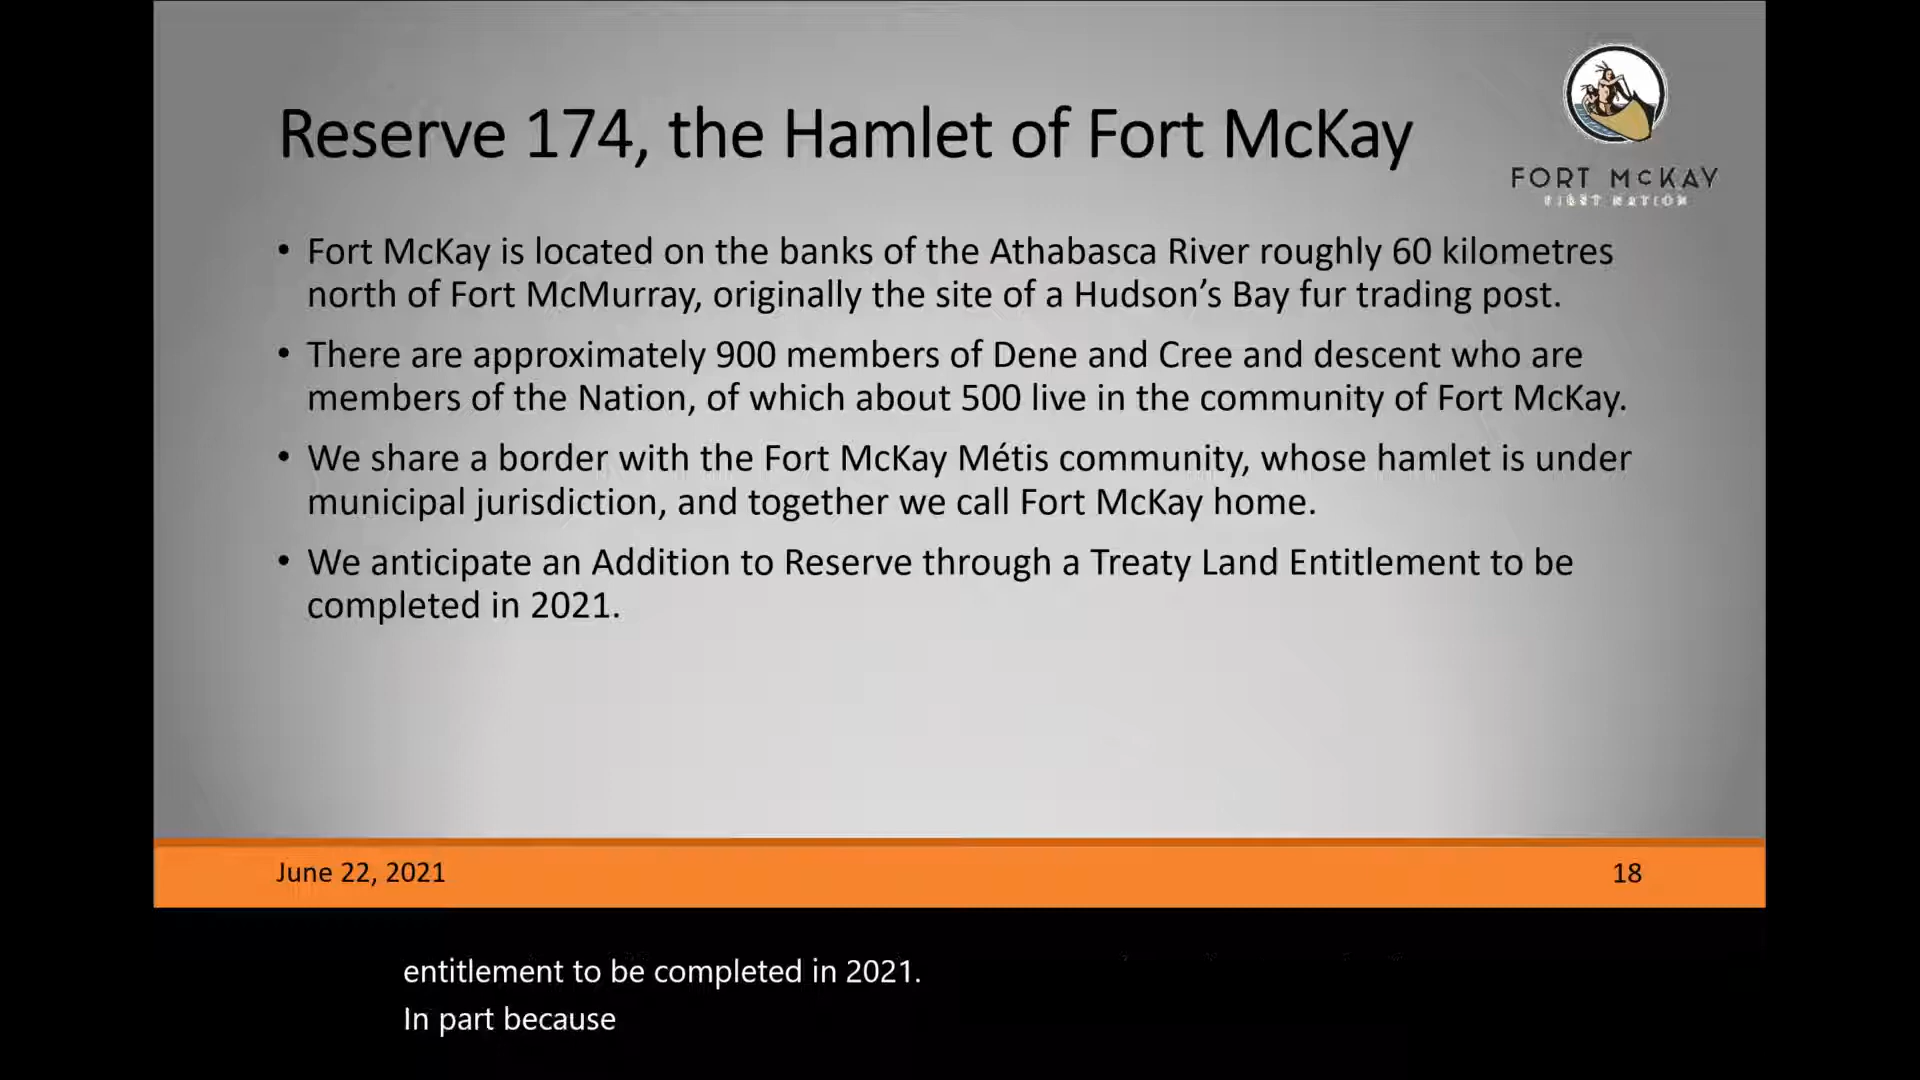 Reserve 174, the Hamlet of Fort McKay
FORT McKAY
FIRST NATION
• Fort McKay is located on the banks of the Athabasca River roughly 60 kilometres
north of Fort McMurray, originally the site of a Hudson’s Bay fur trading post.
• There are approximately 900 members of Dene and Cree and descent who are
members of the Nation, of which about 500 live in the community of Fort McKay.
• We share a border with the Fort McKay Métis community, whose hamlet is under
municipal jurisdiction, and together we call Fort McKay home.
• We anticipate an Addition to Reserve through a Treaty Land Entitlement to be
completed in 2021.
June 22, 2021
18
entitlement to be completed in 2021.
In part because